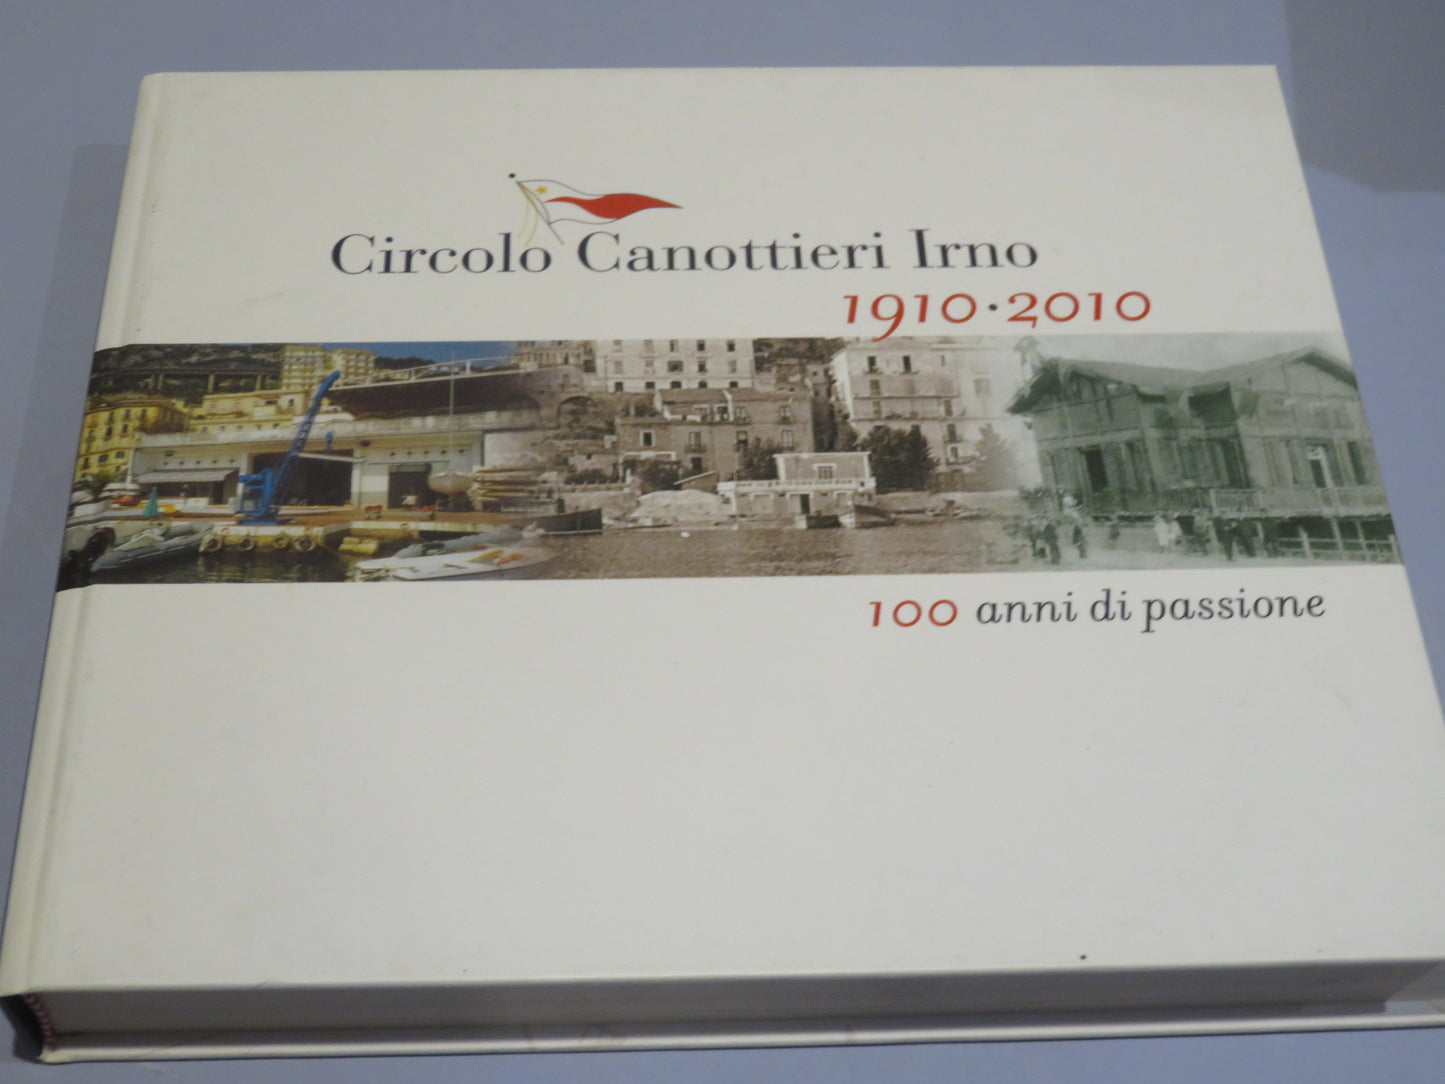 Circolo Canottieri Irno
1910·2010
100 anni di passione